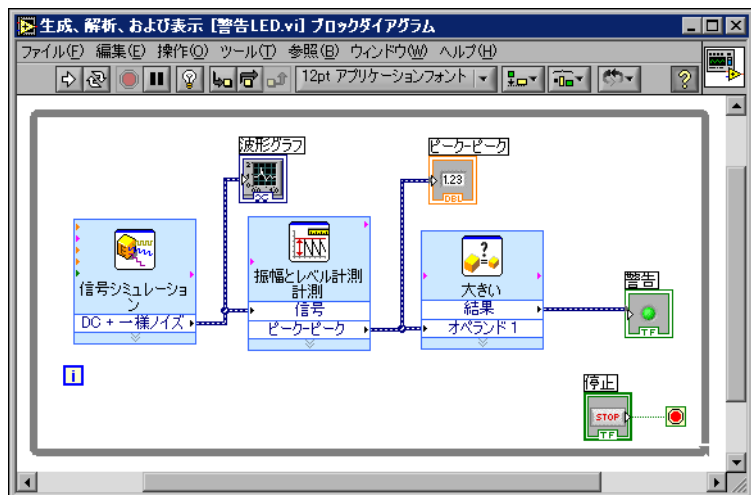 生成、解析、および表示 [警告LED.vi] ブロックダイアグラム
ファイル(F) 編集(E) 操作(O) ツール(T) 参照(B) ウィンドウ(W) ヘルプ(H)
12pt アプリケーションフォント
波形グラフ
ピーク-ピーク
1.23
DBL
信号シミュレーショ
ン
DC + 一様ノイズ
振幅とレベル計測
計測
信号
ピーク-ピーク
?
大きい
結果
オペランド 1
警告
TF
i
停止
STOP
TF